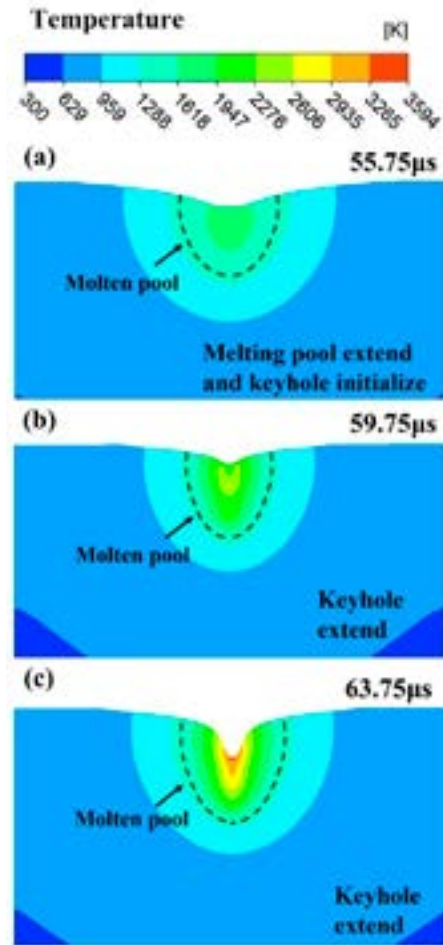 Temperature [K]
300 629 959 1288 1618 1947 2276 2606 2935 3265 3594
(a) 55.75μs
Molten pool
Melting pool extend
and keyhole initialize
(b) 59.75μs
Molten pool
Keyhole
extend
(c) 63.75μs
Molten pool
Keyhole
extend